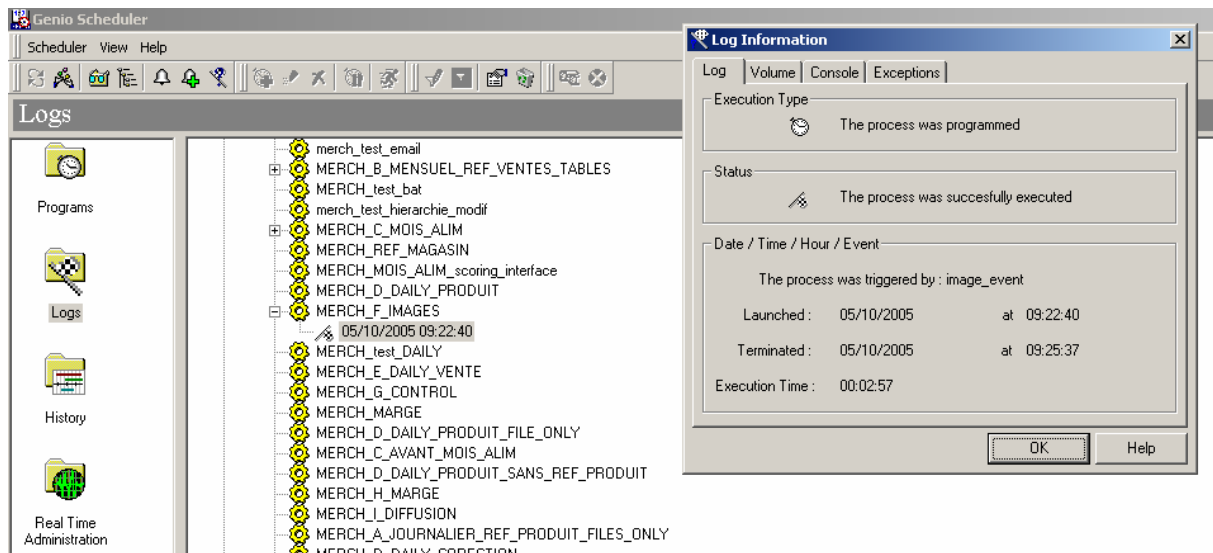 Genio Scheduler
Scheduler View Help
Logs
Programs
Logs
History
Real Time
Administration
merch_test_email
MERCH_B_MENSUEL_REF_VENTES_TABLES
MERCH_test_bat
merch_test_hierarchie_modif
MERCH_C_MOIS_ALIM
MERCH_REF_MAGASIN
MERCH_MOIS_ALIM_scoring_interface
MERCH_D_DAILY_PRODUIT
MERCH_F_IMAGES
05/10/2005 09:22:40
MERCH_test_DAILY
MERCH_E_DAILY_VENTE
MERCH_G_CONTROL
MERCH_MARGE
MERCH_D_DAILY_PRODUIT_FILE_ONLY
MERCH_C_AVANT_MOIS_ALIM
MERCH_D_DAILY_PRODUIT_SANS_REF_PRODUIT
MERCH_H_MARGE
MERCH_I_DIFFUSION
MERCH_A_JOURNALIER_REF_PRODUIT_FILES_ONLY
Log Information
Log Volume Console Exceptions
Execution Type
The process was programmed
Status
The process was succesfully executed
Date / Time / Hour / Event
The process was triggered by : image_event
Launched : 05/10/2005 at 09:22:40
Terminated : 05/10/2005 at 09:25:37
Execution Time : 00:02:57
OK Help